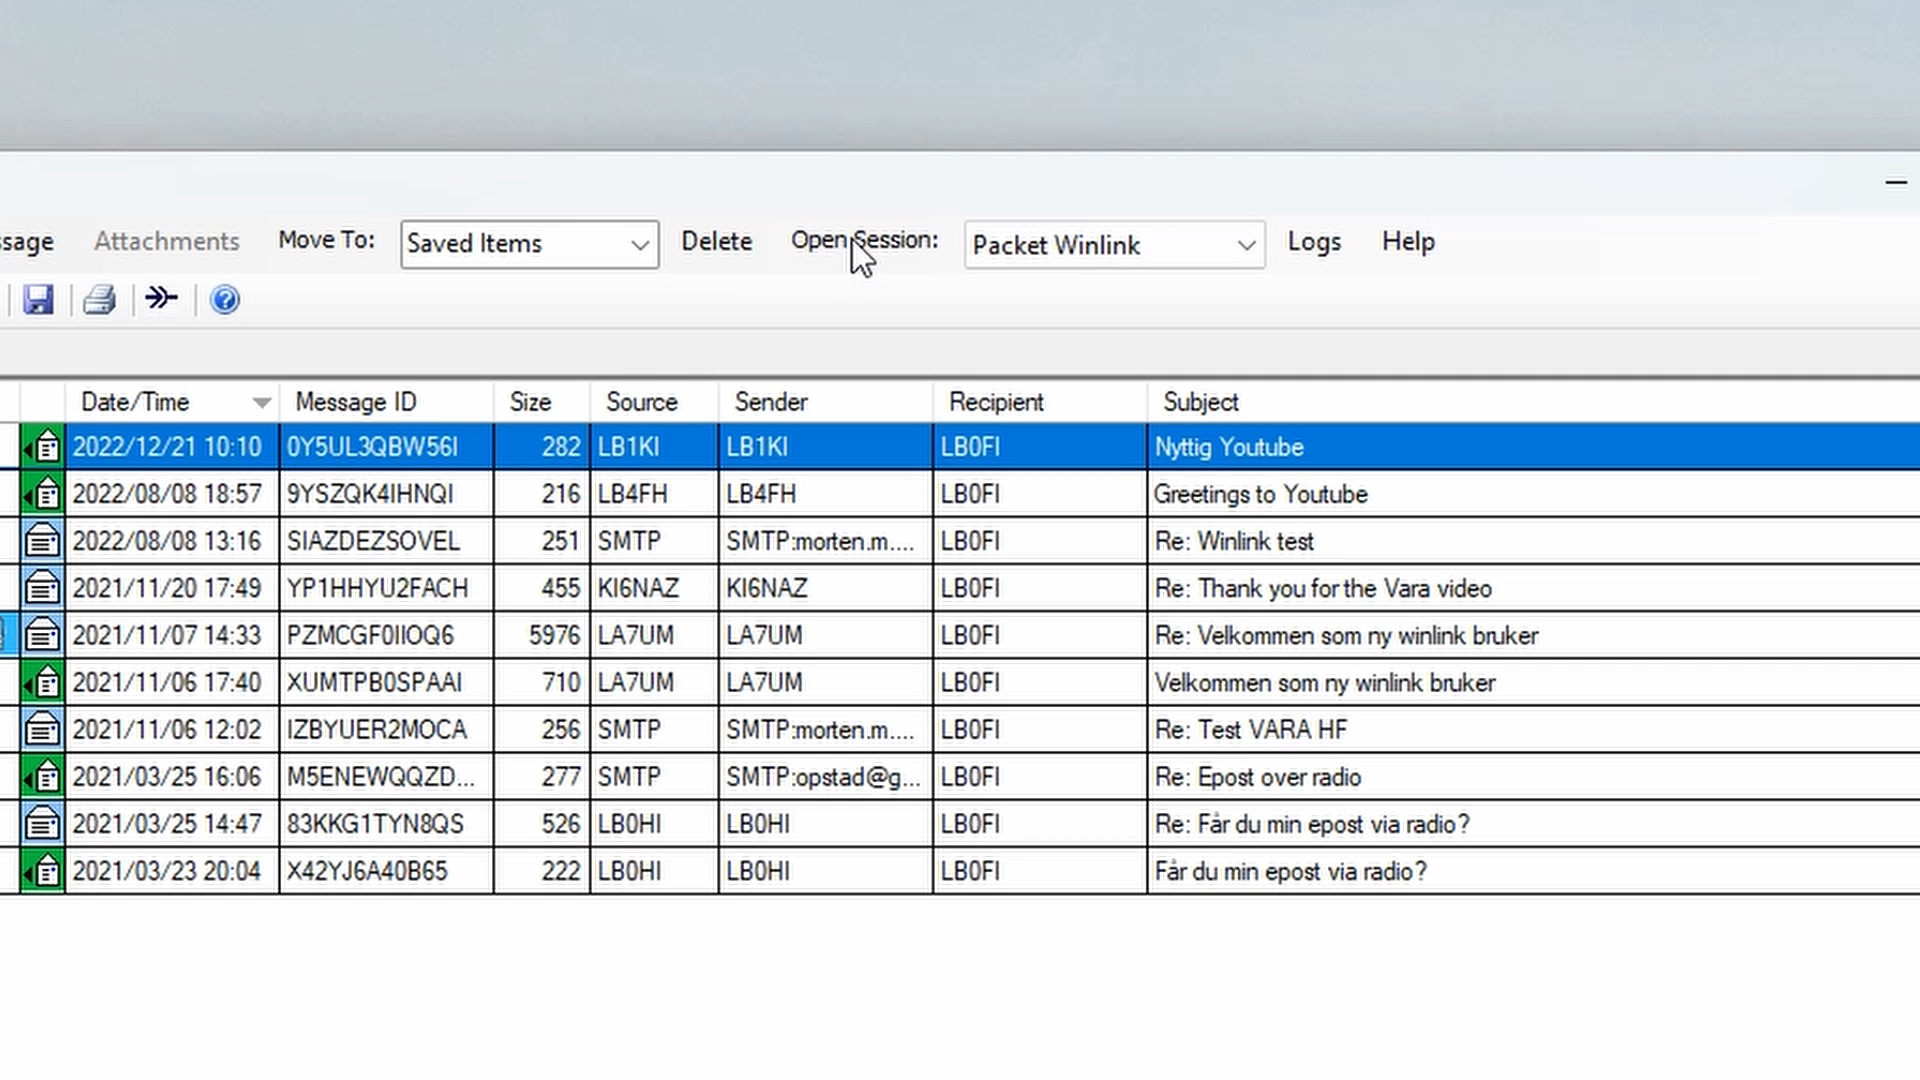 ssage Attachments Move To: Saved Items Delete Open Session: Packet Winlink Logs Help
Date/Time Message ID Size Source Sender Recipient Subject
2022/12/21 10:10 0Y5UL3QBW56I 282 LB1KI LB1KI LB0FI Nyttig Youtube
2022/08/08 18:57 9YSZQK4IHNQI 216 LB4FH LB4FH LB0FI Greetings to Youtube
2022/08/08 13:16 SIAZDEZSOVEL 251 SMTP SMTP:morten.m.... LB0FI Re: Winlink test
2021/11/20 17:49 YP1HHYU2FACH 455 KI6NAZ KI6NAZ LB0FI Re: Thank you for the Vara video
2021/11/07 14:33 PZMCGF0IIOQ6 5976 LA7UM LA7UM LB0FI Re: Velkommen som ny winlink bruker
2021/11/06 17:40 XUMTPB0SPAAI 710 LA7UM LA7UM LB0FI Velkommen som ny winlink bruker
2021/11/06 12:02 IZBYUER2MOCA 256 SMTP SMTP:morten.m.... LB0FI Re: Test VARA HF
2021/03/25 16:06 M5ENEWQQZD... 277 SMTP SMTP:opstad@g... LB0FI Re: Epost over radio
2021/03/25 14:47 83KKG1TYN8QS 526 LB0HI LB0HI LB0FI Re: Får du min epost via radio?
2021/03/23 20:04 X42YJ6A40B65 222 LB0HI LB0HI LB0FI Får du min epost via radio?